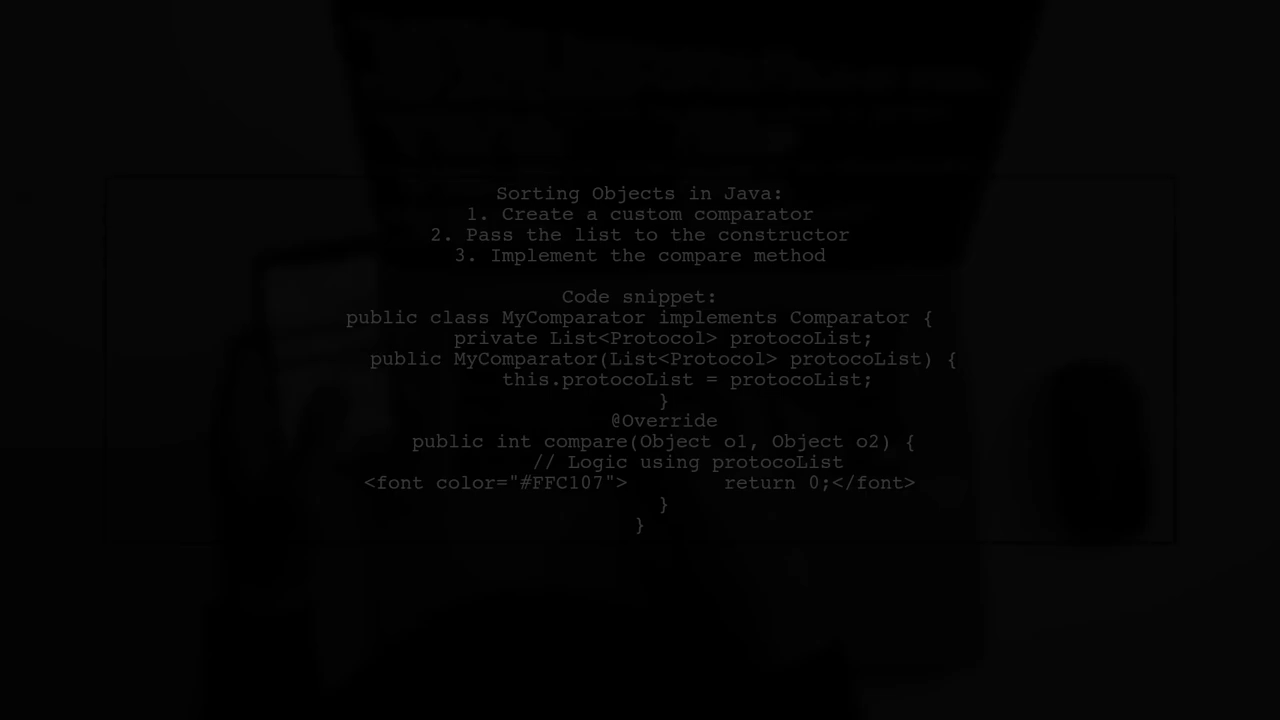 Sorting Objects in Java:
1. Create a custom comparator
2. Pass the list to the constructor
3. Implement the compare method
Code snippet:
public class MyComparator implements Comparator {
private List<Protocol> protocoList;
public MyComparator(List<Protocol> protocoList) {
this.protocoList = protocoList;
}
@Override
public int compare(Object o1, Object o2) {
// Logic using protocoList
<font color="#FFC107">        return 0;</font>
}
}